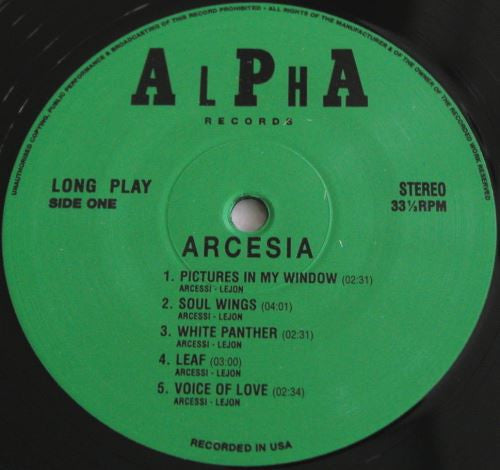 UNAUTHORISED COPYING, PUBLIC PERFORMANCE & BROADCASTING OF THIS RECORD PROHIBITED - ALL RIGHTS OF THE MANUFACTURER & OF THE OWNER OF THE RECORDED WORK RESERVED
ALPHA
RECORDS
LONG PLAY
SIDE ONE
STEREO
33⅓RPM
ARCESIA
1. PICTURES IN MY WINDOW (02:31)
ARCESSI - LEJON
2. SOUL WINGS (04:01)
ARCESSI - LEJON
3. WHITE PANTHER (02:31)
ARCESSI - LEJON
4. LEAF (03:00)
ARCESSI - LEJON
5. VOICE OF LOVE (02:34)
ARCESSI - LEJON
RECORDED IN USA